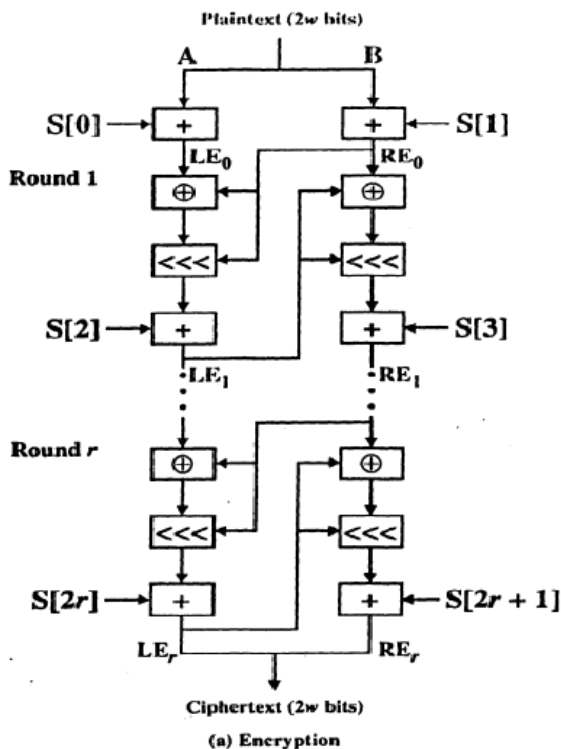 Plaintext (2w bits)
A B
S[0] + + S[1]
LE0 RE0
Round 1 ⊕ ⊕
<<< <<<
S[2] + + S[3]
LE1 RE1
Round r ⊕ ⊕
<<< <<<
S[2r] + + S[2r + 1]
LEr REr
Ciphertext (2w bits)
(a) Encryption